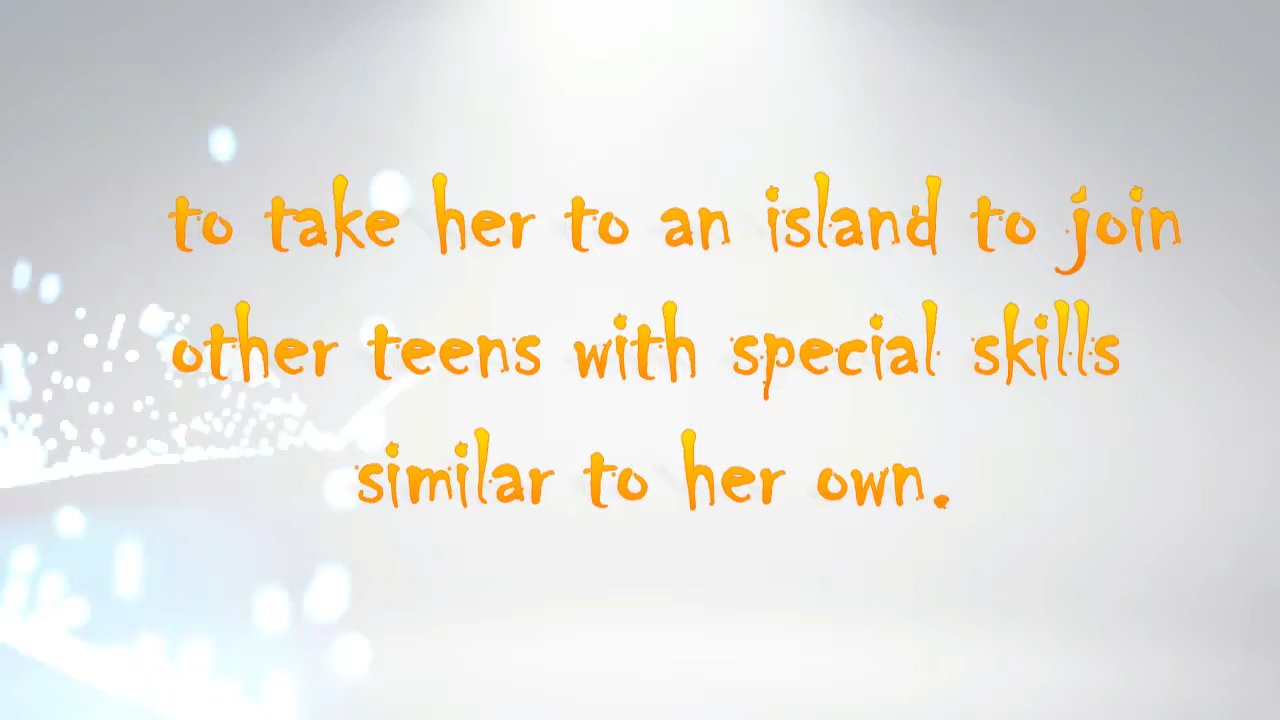 to take her to an island to join
other teens with special skills
similar to her own.